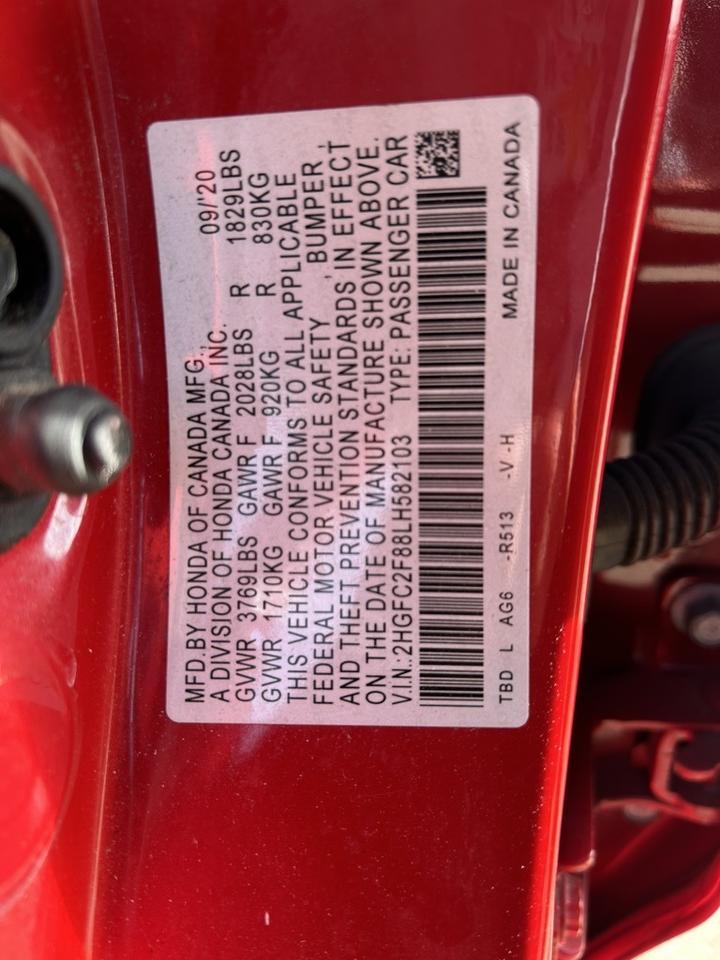 MFD.BY HONDA OF CANADA MFG., 09/'20
A DIVISION OF HONDA CANADA INC.
GVWR 3769LBS GAWR F 2028LBS R 1829LBS
GVWR 1710KG GAWR F 920KG R 830KG
THIS VEHICLE CONFORMS TO ALL APPLICABLE
FEDERAL MOTOR VEHICLE SAFETY , BUMPER ,
AND THEFT PREVENTION STANDARDS IN EFFECT
ON THE DATE OF MANUFACTURE SHOWN ABOVE.
V.I.N.:2HGFC2F88LH582103 TYPE: PASSENGER CAR
TBD L AG6 -R513 -V -H MADE IN CANADA